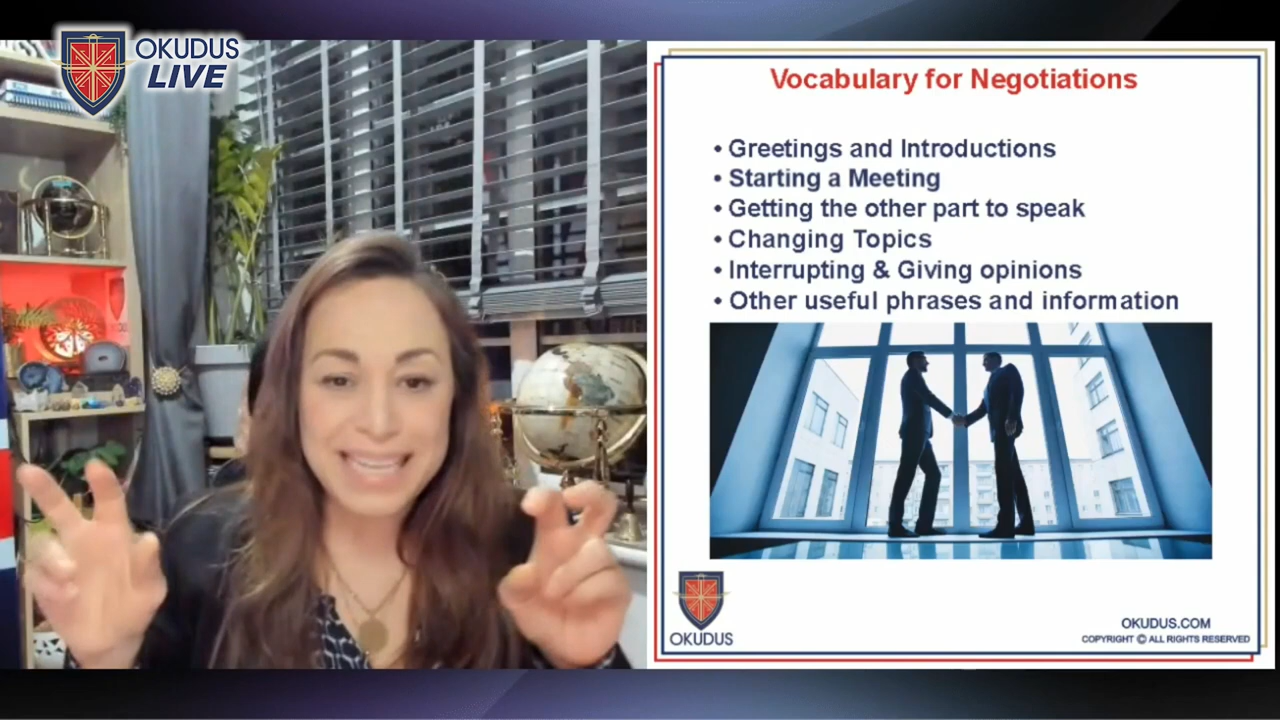 OKUDUS
LIVE
Vocabulary for Negotiations
• Greetings and Introductions
• Starting a Meeting
• Getting the other part to speak
• Changing Topics
• Interrupting & Giving opinions
• Other useful phrases and information
OKUDUS
OKUDUS.COM
COPYRIGHT © ALL RIGHTS RESERVED